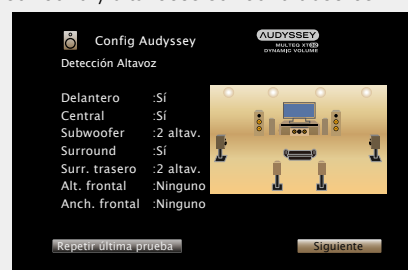 Config Audyssey
AUDYSSEY
MULTEQ XT32
DYNAMIC VOLUME
Detección Altavoz
Delantero :Sí
Central :Sí
Subwoofer :2 altav.
Surround :Sí
Surr. trasero :2 altav.
Alt. frontal :Ninguno
Anch. frontal :Ninguno
Repetir última prueba
Siguiente